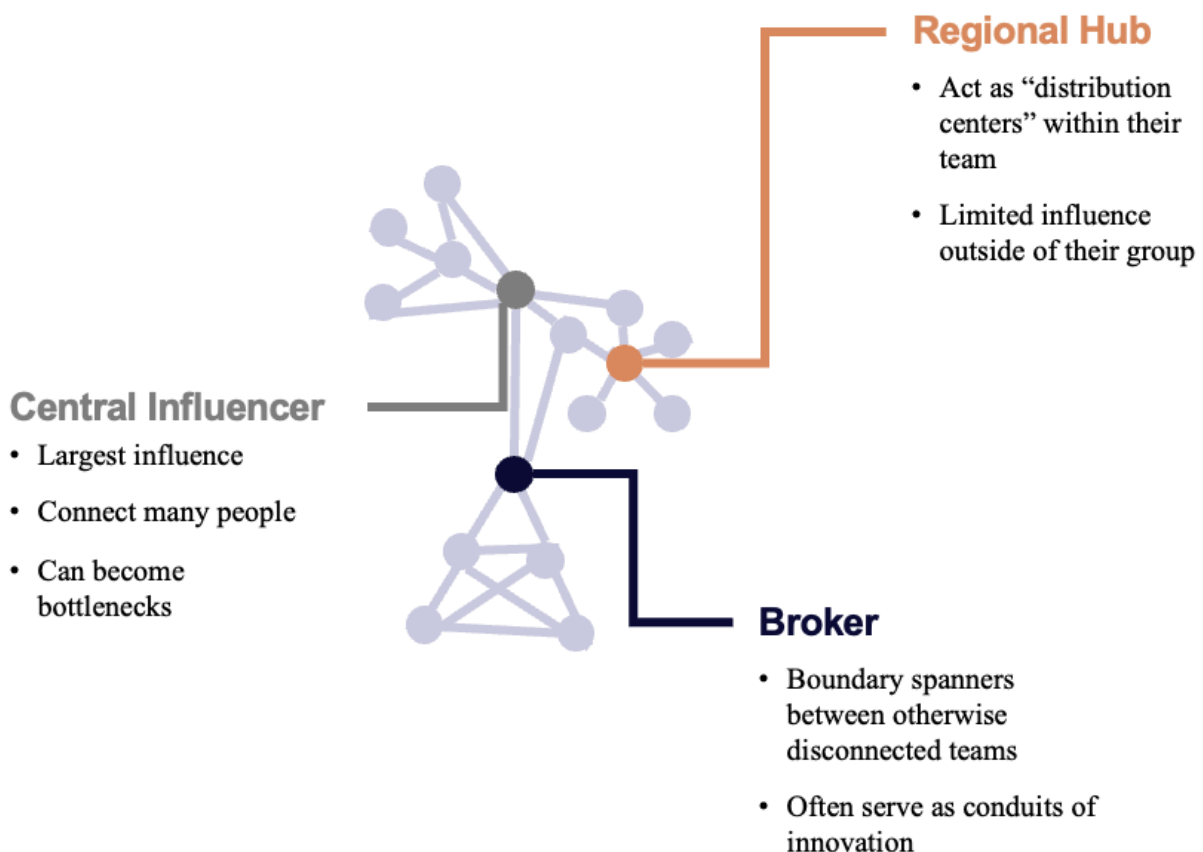 Regional Hub
• Act as “distribution
centers” within their
team
• Limited influence
outside of their group
Central Influencer
• Largest influence
• Connect many people
• Can become
bottlenecks
Broker
• Boundary spanners
between otherwise
disconnected teams
• Often serve as conduits of
innovation